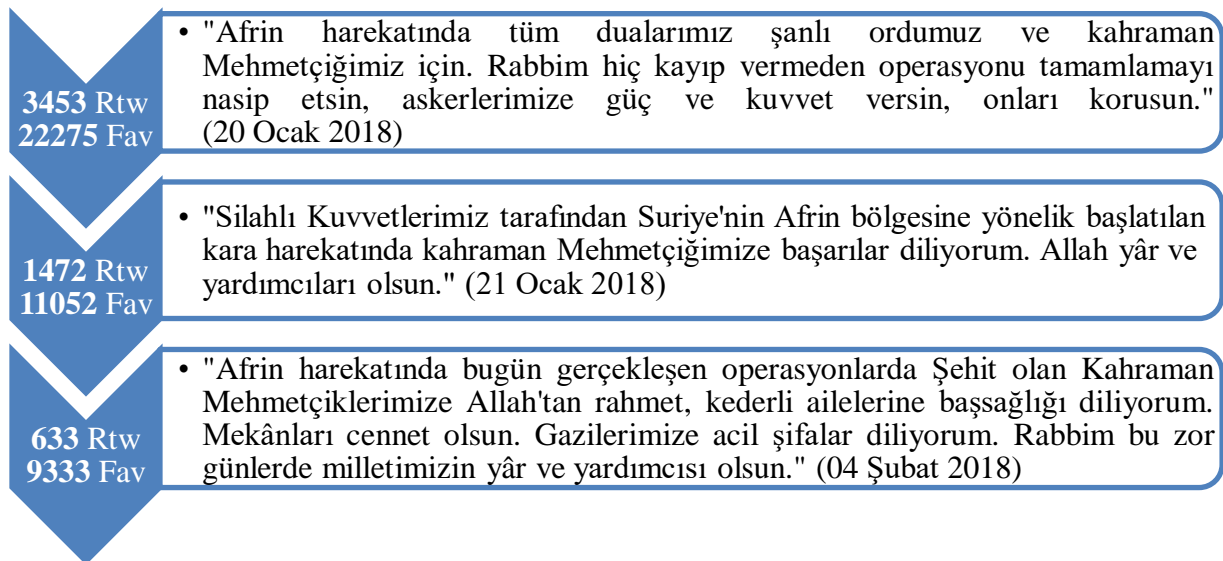 3453 Rtw
22275 Fav
• "Afrin harekatında tüm dualarımız şanlı ordumuz ve kahraman
Mehmetçiğimiz için. Rabbim hiç kayıp vermeden operasyonu tamamlamayı
nasip etsin, askerlerimize güç ve kuvvet versin, onları korusun."
(20 Ocak 2018)
1472 Rtw
11052 Fav
• "Silahlı Kuvvetlerimiz tarafından Suriye'nin Afrin bölgesine yönelik başlatılan
kara harekatında kahraman Mehmetçiğimize başarılar diliyorum. Allah yâr ve
yardımcıları olsun." (21 Ocak 2018)
633 Rtw
9333 Fav
• "Afrin harekatında bugün gerçekleşen operasyonlarda Şehit olan Kahraman
Mehmetçiklerimize Allah'tan rahmet, kederli ailelerine başsağlığı diliyorum.
Mekânları cennet olsun. Gazilerimize acil şifalar diliyorum. Rabbim bu zor
günlerde milletimizin yâr ve yardımcısı olsun." (04 Şubat 2018)